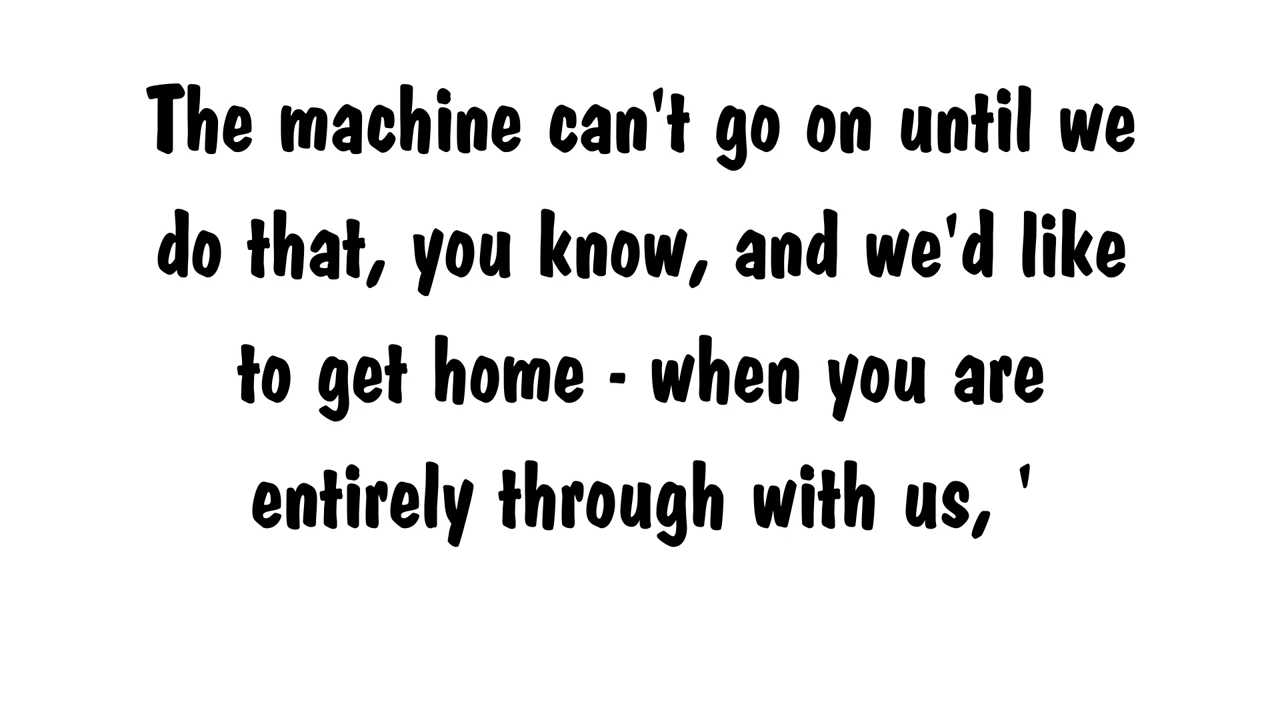 The machine can't go on until we
do that, you know, and we'd like
to get home - when you are
entirely through with us, '